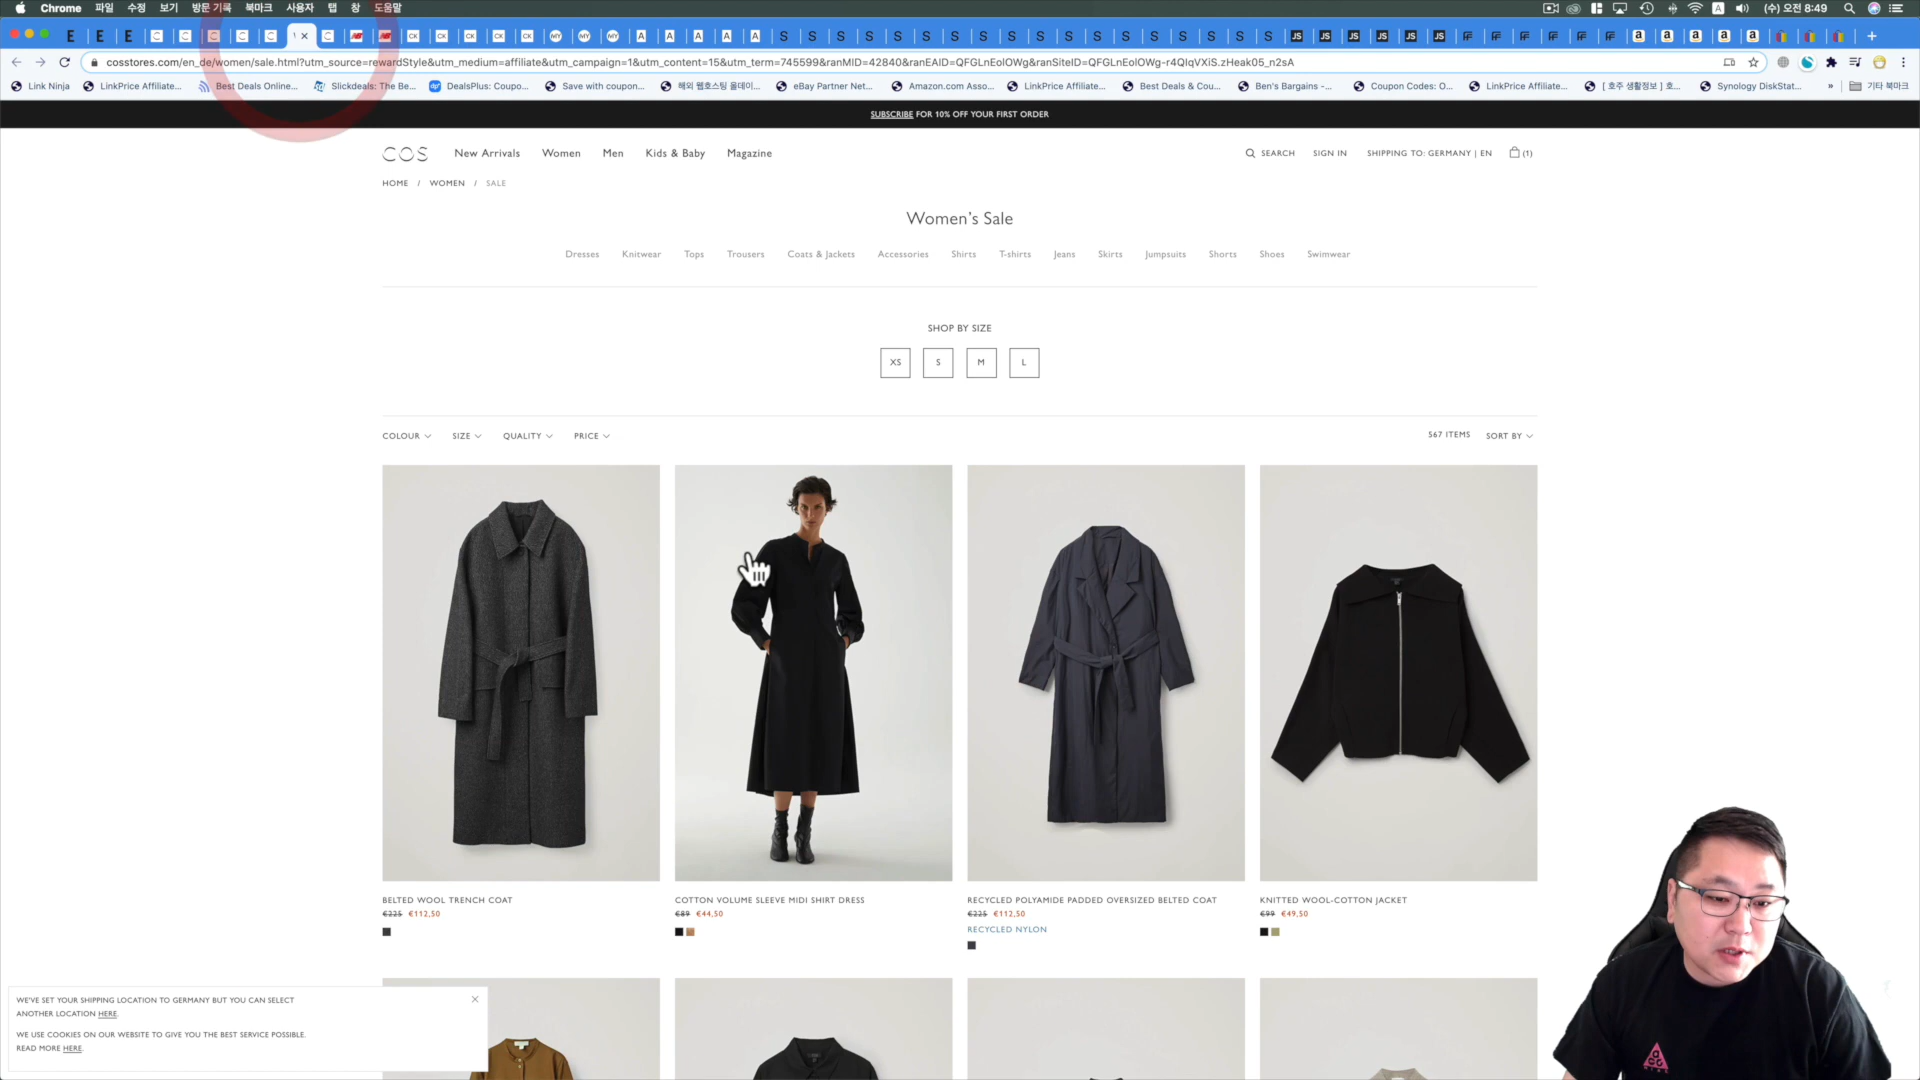 Chrome 파일 수정 보기 방문 기록 북마크 사용자 탭 창 도움말 (수) 오전 8:49
cosstores.com/en_de/women/sale.html?utm_source=rewardStyle&utm_medium=affiliate&utm_campaign=1&utm_content=15&utm_term=745599&ranMID=42840&ranEAID=QFGLnEolOWg&ranSiteID=QFGLnEolOWg-r4QlqVXiS.zHeak05_n2sA
Link Ninja LinkPrice Affiliate... Best Deals Online... Slickdeals: The Be... DealsPlus: Coupo... Save with coupon... 해외 웹호스팅 올데이... eBay Partner Net... Amazon.com Asso... LinkPrice Affiliate... Best Deals & Cou... Ben's Bargains -... Coupon Codes: O... LinkPrice Affiliate... [ 호주 생활정보 ] 호... Synology DiskStat... » 기타 북마크
SUBSCRIBE FOR 10% OFF YOUR FIRST ORDER
COS New Arrivals Women Men Kids & Baby Magazine SEARCH SIGN IN SHIPPING TO: GERMANY | EN (1)
HOME / WOMEN / SALE
Women's Sale
Dresses Knitwear Tops Trousers Coats & Jackets Accessories Shirts T-shirts Jeans Skirts Jumpsuits Shorts Shoes Swimwear
SHOP BY SIZE
XS S M L
COLOUR SIZE QUALITY PRICE 567 ITEMS SORT BY
BELTED WOOL TRENCH COAT
€225 €112,50
COTTON VOLUME SLEEVE MIDI SHIRT DRESS
€89 €44,50
RECYCLED POLYAMIDE PADDED OVERSIZED BELTED COAT
€225 €112,50
RECYCLED NYLON
KNITTED WOOL-COTTON JACKET
€99 €49,50
WE'VE SET YOUR SHIPPING LOCATION TO GERMANY BUT YOU CAN SELECT
ANOTHER LOCATION HERE.
WE USE COOKIES ON OUR WEBSITE TO GIVE YOU THE BEST SERVICE POSSIBLE.
READ MORE HERE.